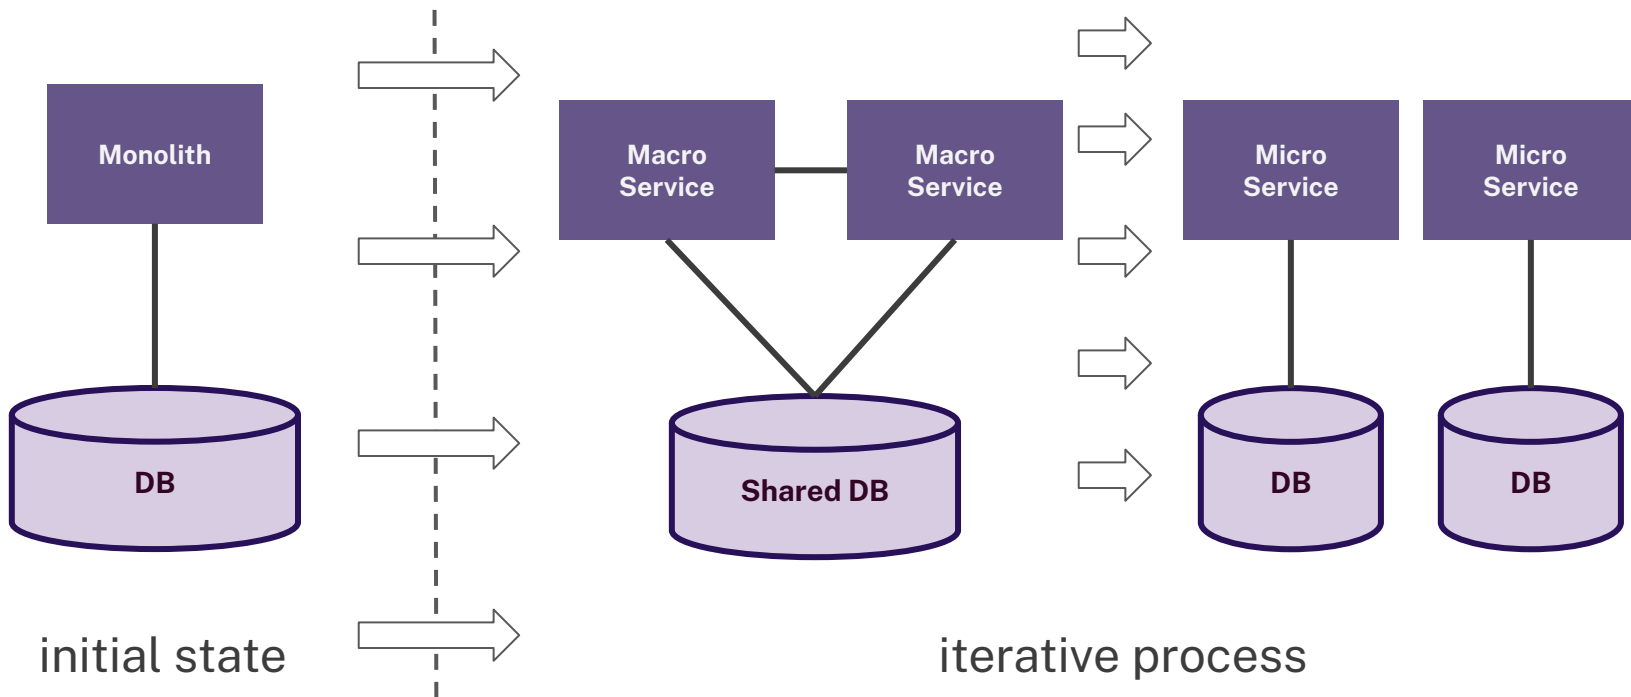 Monolith
DB
initial state
Macro
Service
Macro
Service
Shared DB
Micro
Service
Micro
Service
DB
DB
iterative process